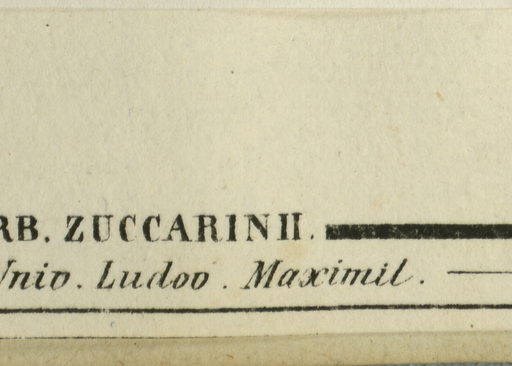 RB. ZUCCARINII.
Univ. Ludov. Maximil.